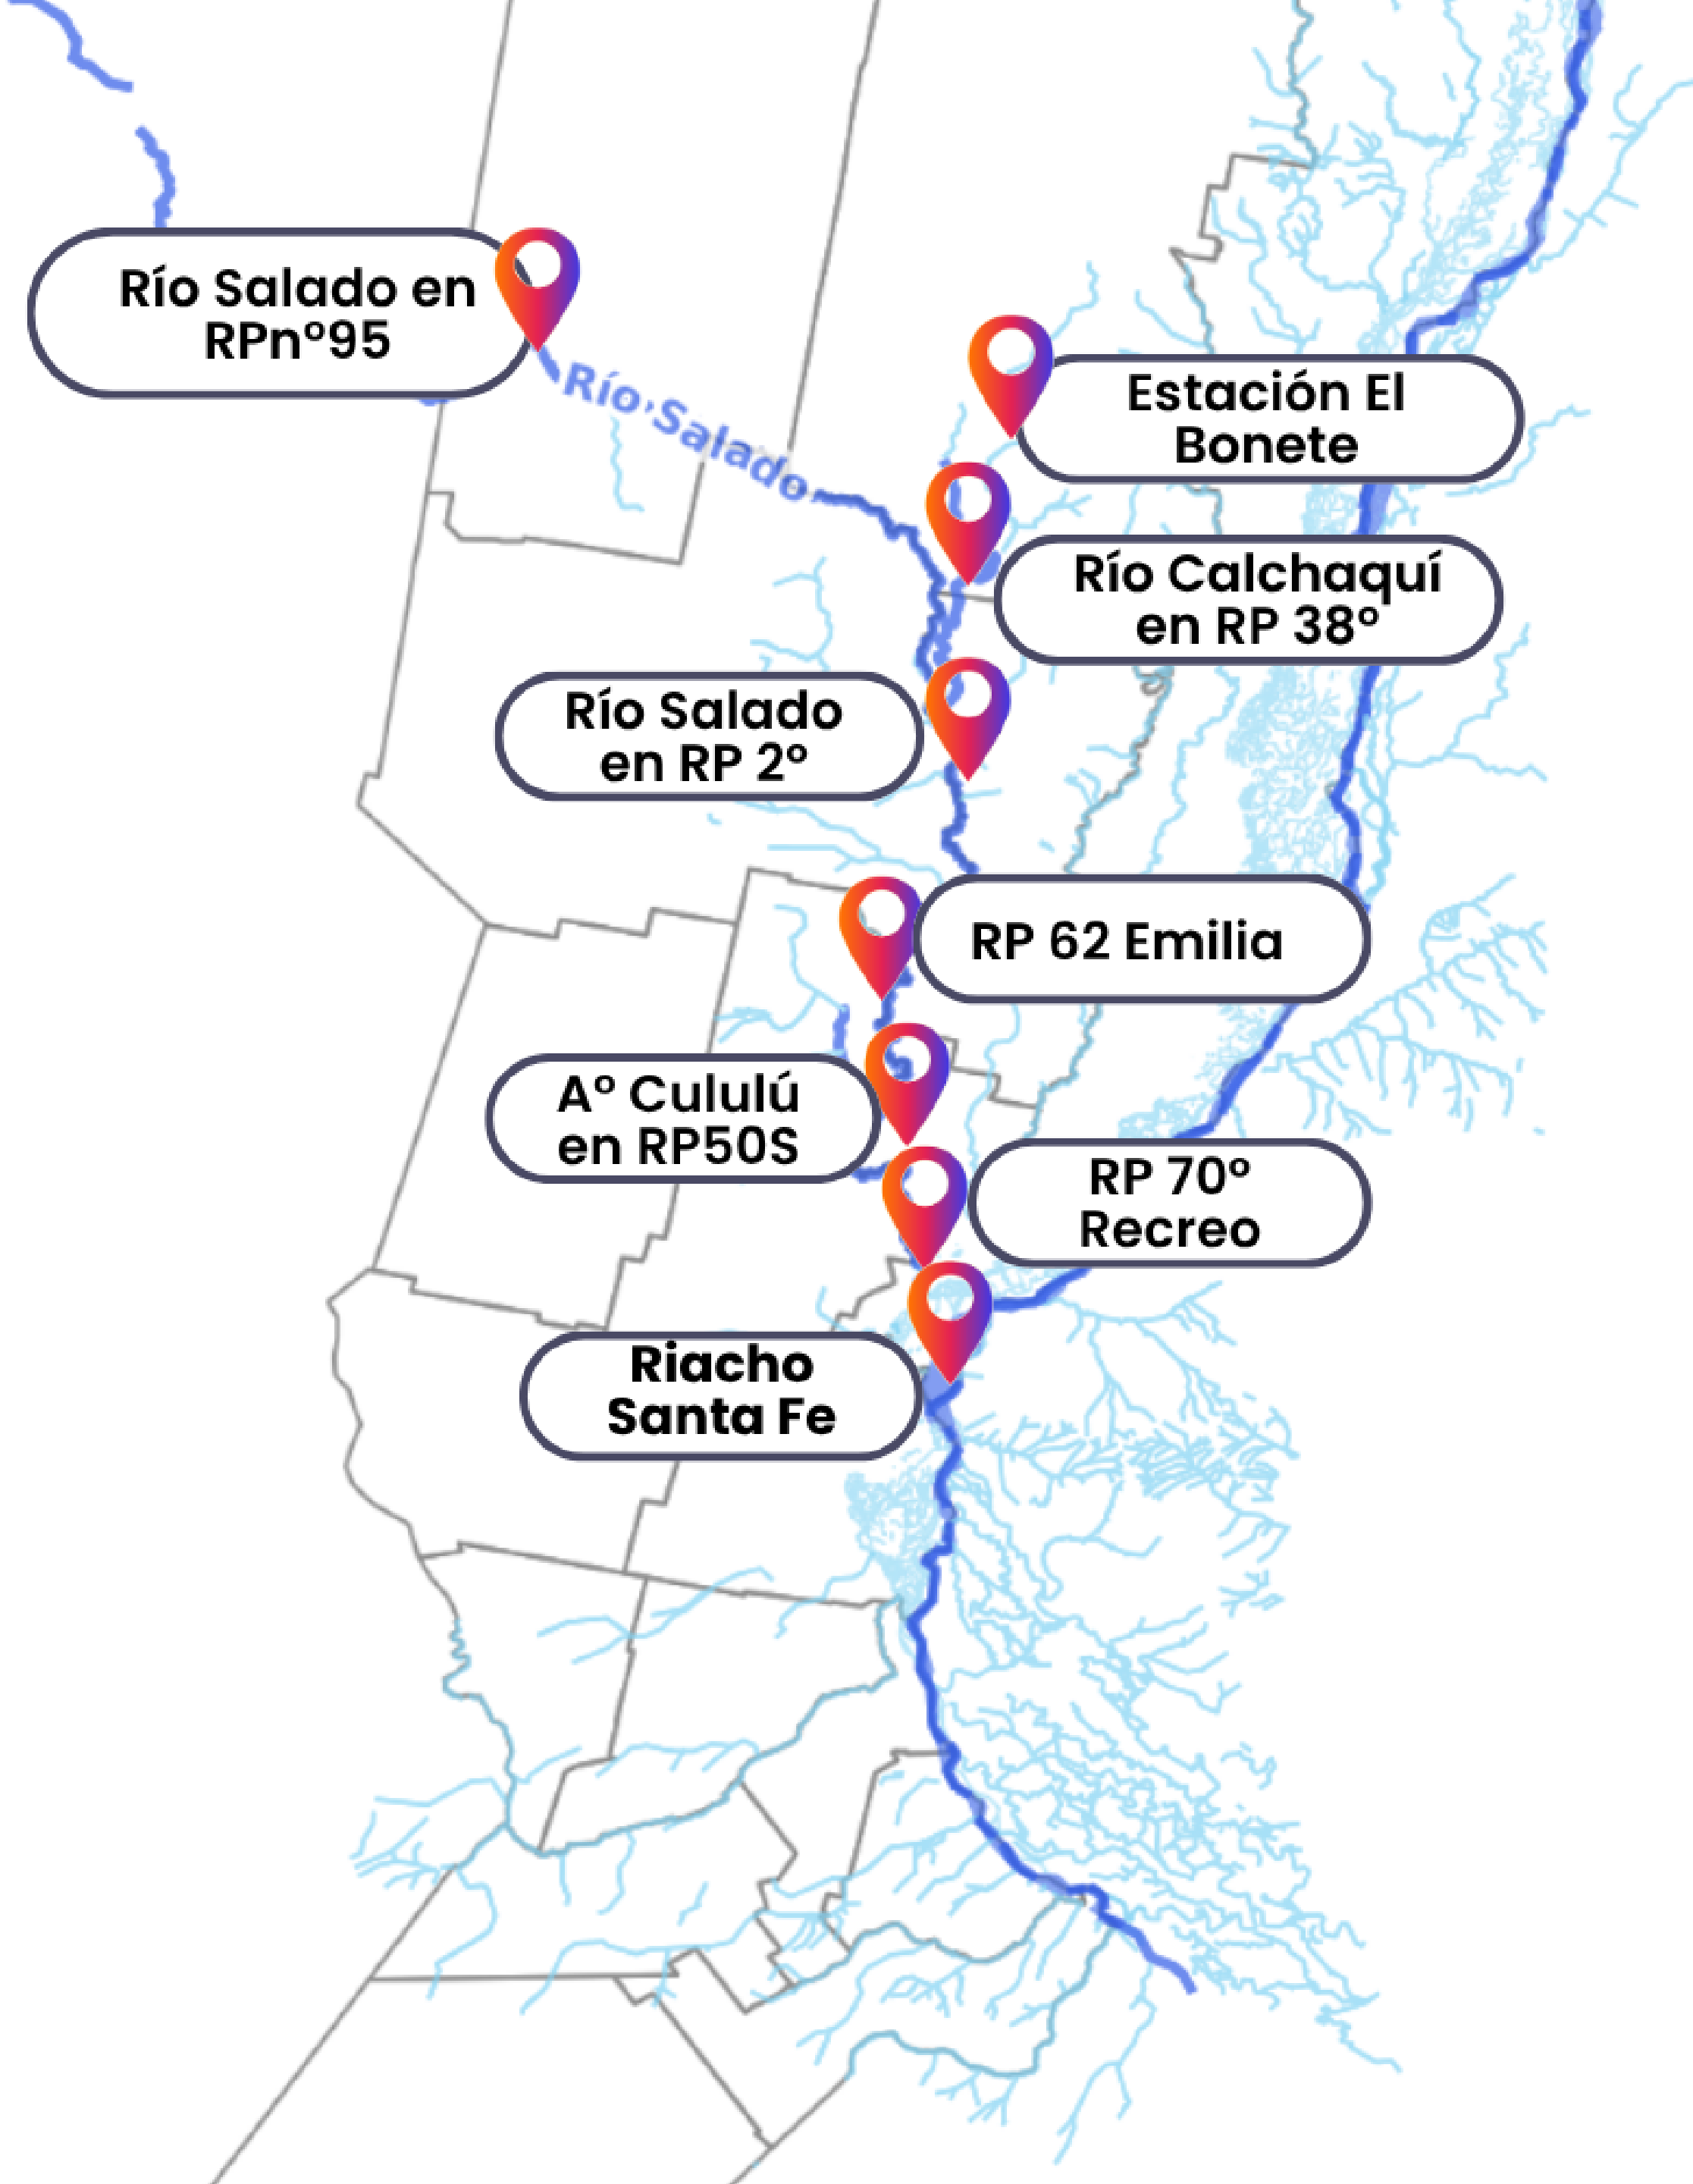 Río Salado en
RPnº95
Río Salado
Estación El
Bonete
Río Calchaquí
en RP 38º
Río Salado
en RP 2º
RP 62 Emilia
Aº Cululú
en RP50S
RP 70º
Recreo
Riacho
Santa Fe